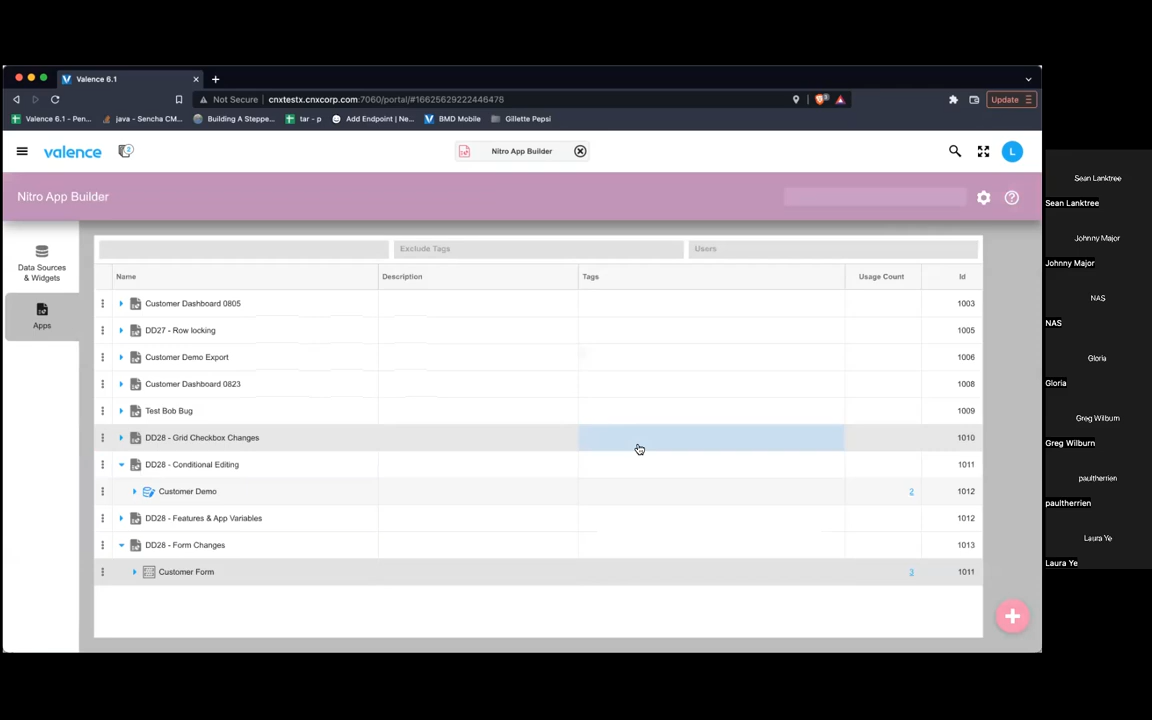 Valence 6.1
Not Secure cnxtestx.cnxcorp.com:7060/portal/#16625629222446478
Update
Valence 6.1 - Pen...
java - Sencha CM...
Building A Steppe...
tar - p
Add Endpoint | Ne...
BMD Mobile
Gillette Pepsi
valence
2
Nitro App Builder
L
Nitro App Builder
Data Sources
& Widgets
Apps
Exclude Tags
Users
Name
Description
Tags
Usage Count
Id
Customer Dashboard 0805 1003
DD27 - Row locking 1005
Customer Demo Export 1006
Customer Dashboard 0823 1008
Test Bob Bug 1009
DD28 - Grid Checkbox Changes 1010
DD28 - Conditional Editing 1011
Customer Demo 2 1012
DD28 - Features & App Variables 1012
DD28 - Form Changes 1013
Customer Form 3 1011
Sean Lanktree
Sean Lanktree
Johnny Major
Johnny Major
NAS
NAS
Gloria
Gloria
Greg Wilburn
Greg Wilburn
paultherrien
paultherrien
Laura Ye
Laura Ye